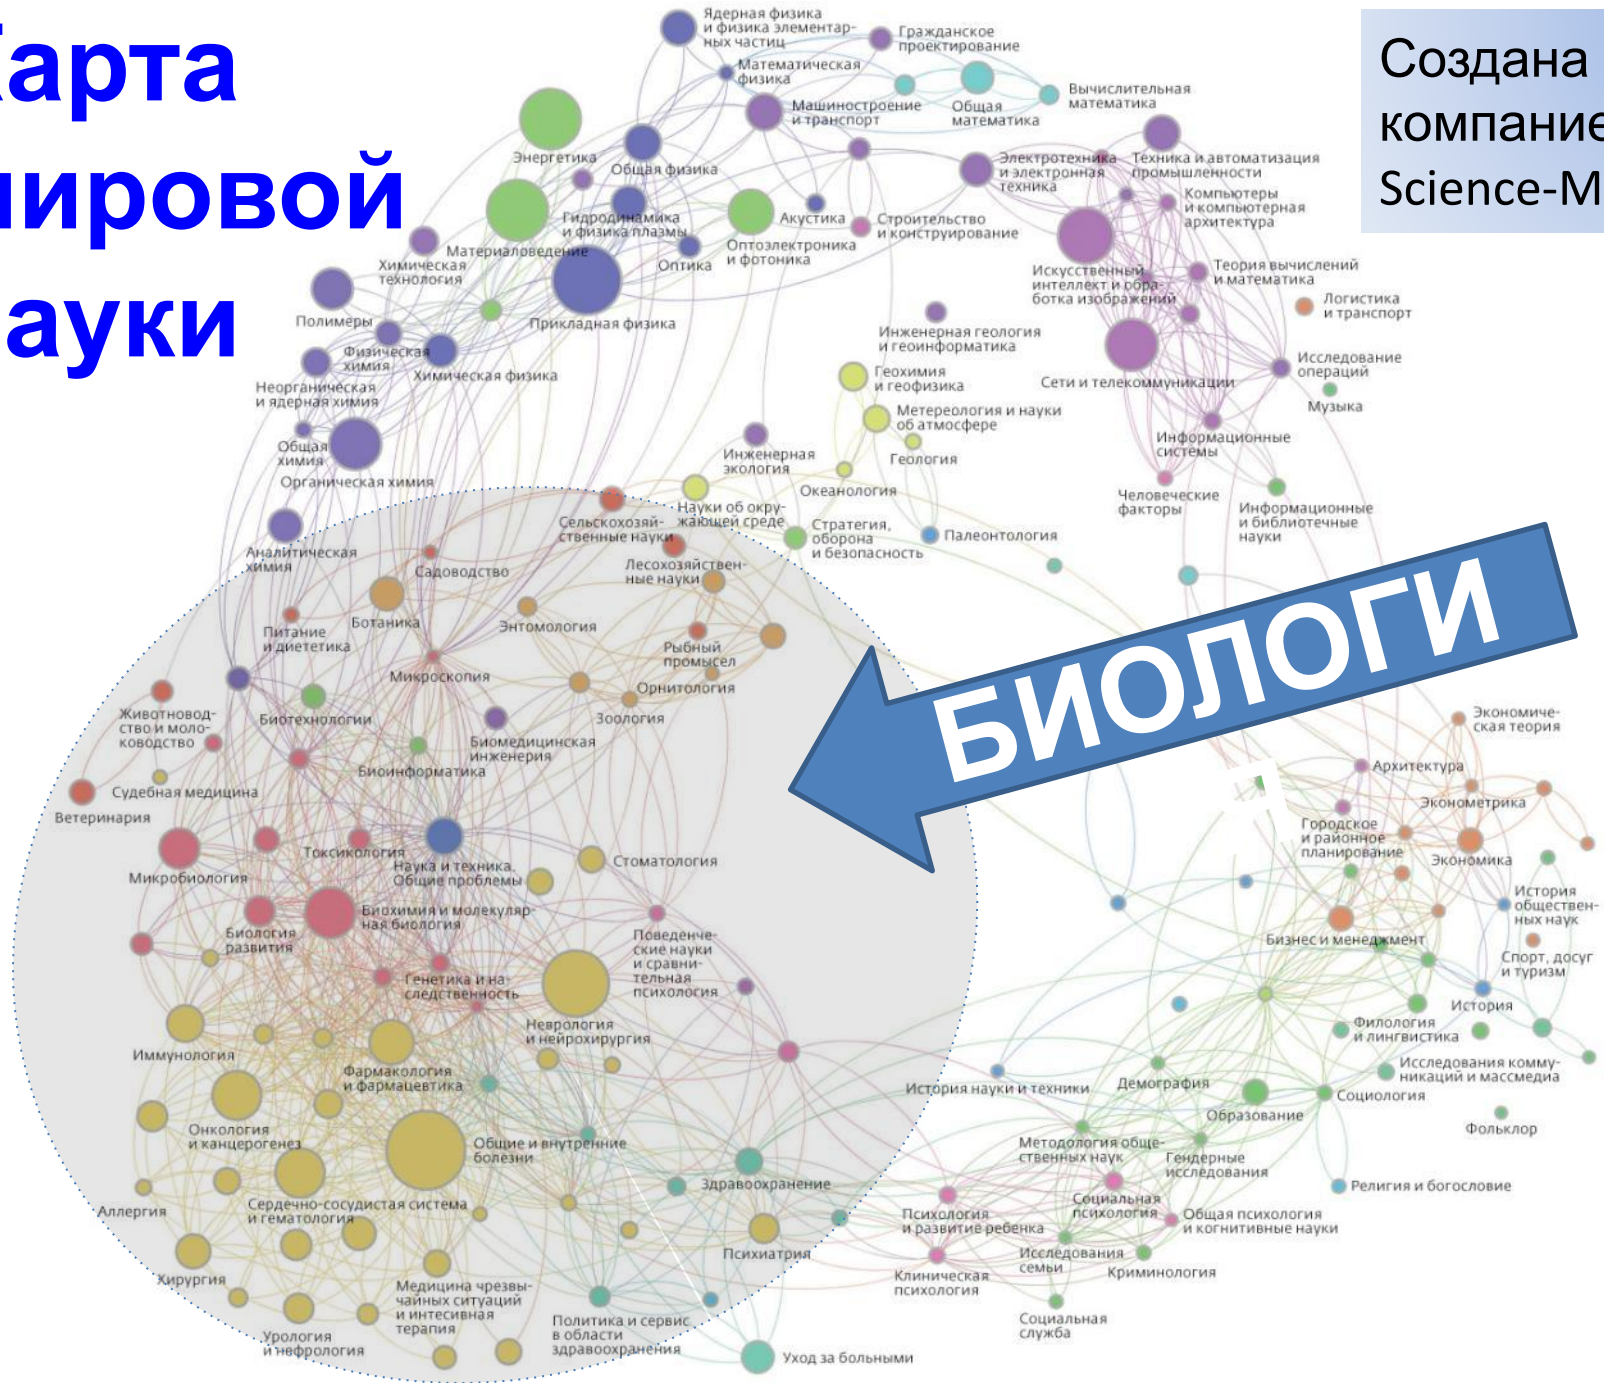 Карта
мировой
науки
Создана
компание
Science-M
БИОЛОГИ
Я
Ядерная физика
и физика элементар-
ных частиц
Гражданское
проектирование
Математическая
физика
Машиностроение
и транспорт
Общая
математика
Вычислительная
математика
Энергетика
Общая физика
Электротехника
и электронная
техника
Техника и автоматизация
промышленности
Гидродинамика
и физика плазмы
Акустика
Строительство
и конструирование
Компьютеры
и компьютерная
архитектура
Материаловедение
Оптика
Оптоэлектроника
и фотоника
Химическая
технология
Искусственный
интеллект и обра-
ботка изображений
Теория вычислений
и математика
Логистика
и транспорт
Полимеры
Прикладная физика
Инженерная геология
и геоинформатика
Физическая
химия
Химическая физика
Геохимия
и геофизика
Сети и телекоммуникации
Исследование
операций
Неорганическая
и ядерная химия
Метереология и науки
об атмосфере
Музыка
Общая
химия
Инженерная
экология
Геология
Информационные
системы
Органическая химия
Океанология
Человеческие
факторы
Информационные
и библиотечные
науки
Сельскохозяй-
ственные науки
Науки об окру-
жающей среде
Стратегия,
оборона
и безопасность
Палеонтология
Аналитическая
химия
Садоводство
Лесохозяйствен-
ные науки
Питание
и диететика
Ботаника
Энтомология
Рыбный
промысел
Микроскопия
Орнитология
Животновод-
ство и моло-
ководство
Биотехнологии
Зоология
Биомедицинская
инженерия
Экономиче-
ская теория
Биоинформатика
Архитектура
Судебная медицина
Ветеринария
Эконометрика
Городское
и районное
планирование
Токсикология
Наука и техника.
Общие проблемы
Стоматология
Экономика
Микробиология
История
обществен-
ных наук
Биохимия и молекуляр-
ная биология
Биология
развития
Поведенче-
ские науки
и сравни-
тельная
психология
Бизнес и менеджмент
Спорт, досуг
и туризм
Генетика и на-
следственность
История
Неврология
и нейрохирургия
Филология
и лингвистика
Иммунология
Фармакология
и фармацевтика
История науки и техники
Демография
Исследования комму-
никаций и массмедиа
Образование
Социология
Онкология
и канцерогенез
Общие и внутренние
болезни
Методология обще-
ственных наук
Гендерные
исследования
Фольклор
Здравоохранение
Религия и богословие
Аллергия
Сердечно-сосудистая система
и гематология
Психология
и развитие ребенка
Социальная
психология
Общая психология
и когнитивные науки
Психиатрия
Исследования
семьи
Криминология
Хирургия
Медицина чрезвы-
чайных ситуаций
и интесивная
терапия
Клиническая
психология
Социальная
служба
Урология
и нефрология
Политика и сервис
в области
здравоохранения
Уход за больными